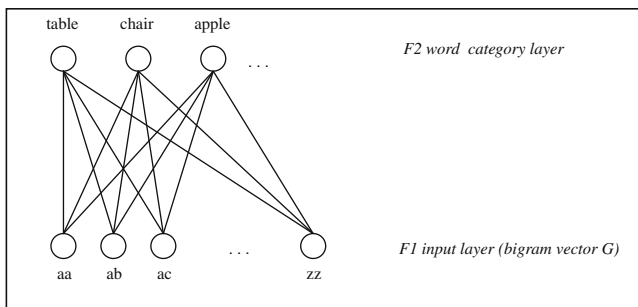 table chair apple
. . . F2 word category layer
. . . F1 input layer (bigram vector G)
aa ab ac zz